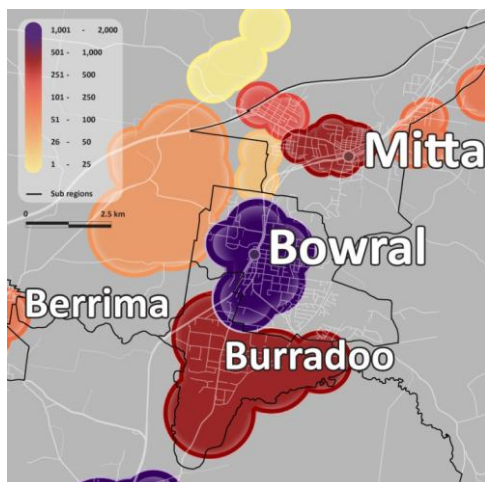 1,001 - 2,000
501 - 1,000
251 - 500
101 - 250
51 - 100
26 - 50
1 - 25
Sub regions
0 2.5 km
Mitta
Bowral
Berrima
Burradoo